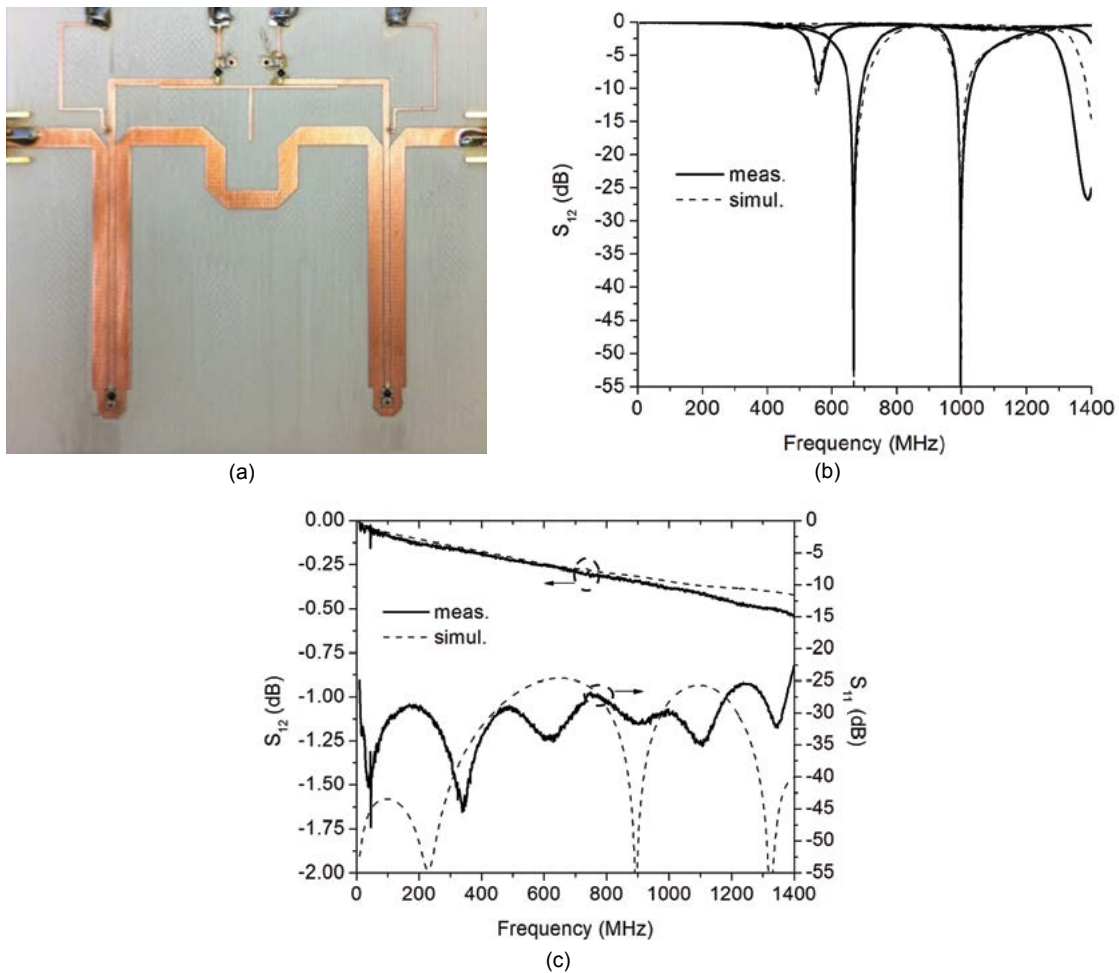 (a)
0
-5
-10
-15
-20
-25
-30
-35
-40
-45
-50
-55
S12 (dB)
meas.
simul.
0 200 400 600 800 1000 1200 1400
Frequency (MHz)
(b)
0.00
-0.25
-0.50
-0.75
-1.00
-1.25
-1.50
-1.75
-2.00
S12 (dB)
meas.
simul.
0
-5
-10
-15
-20
-25
-30
-35
-40
-45
-50
-55
S11 (dB)
0 200 400 600 800 1000 1200 1400
Frequency (MHz)
(c)